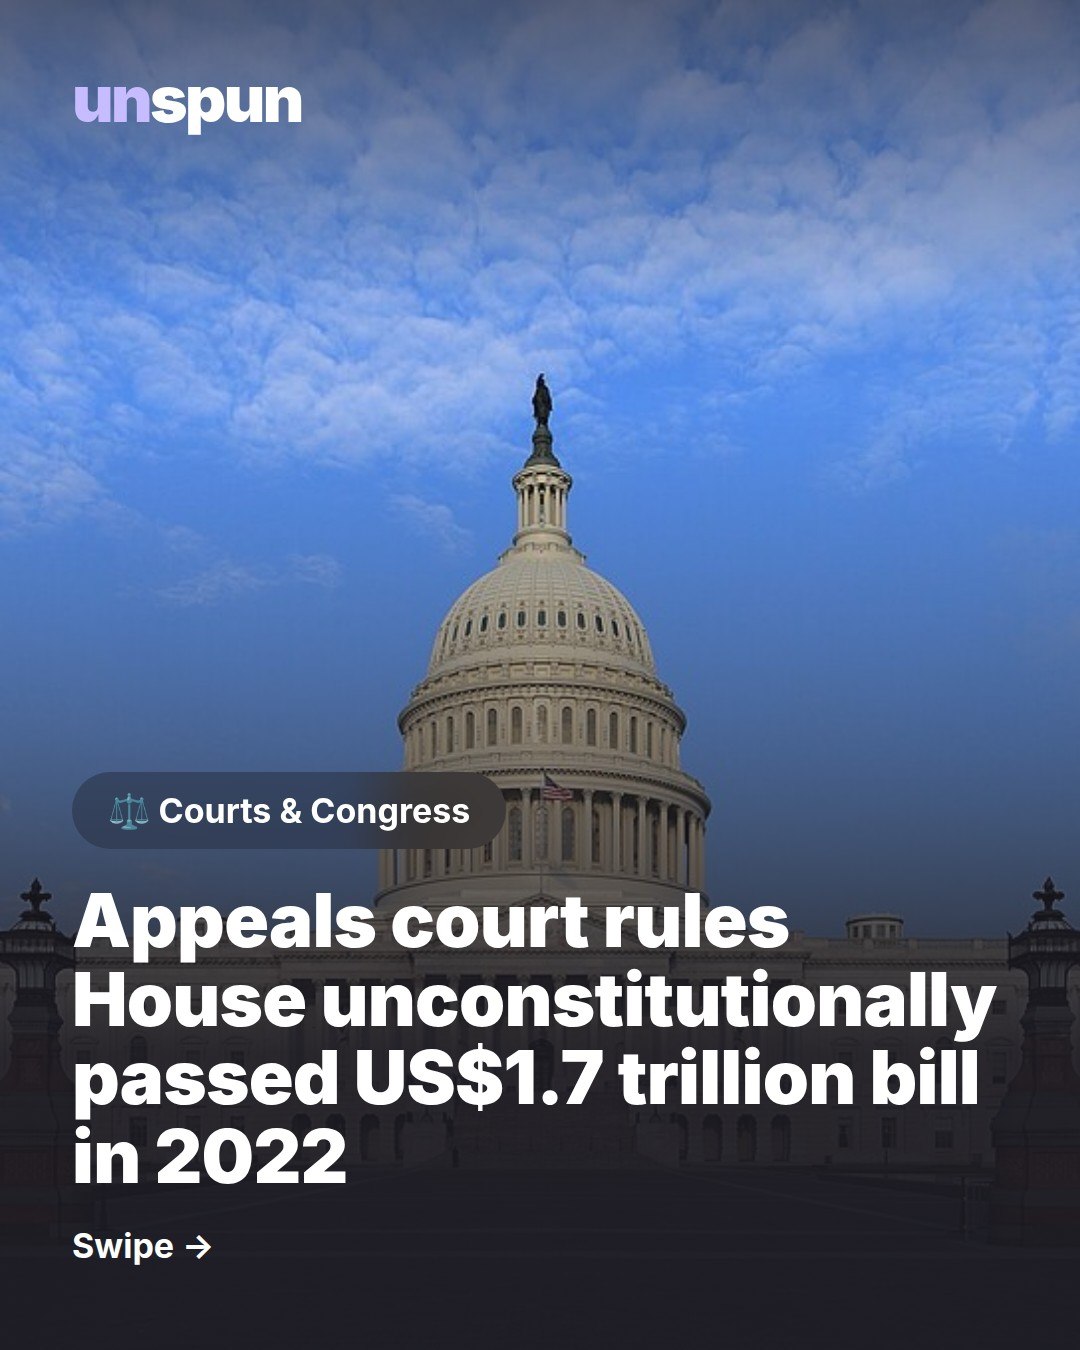 unspun
⚖️ Courts & Congress
Appeals court rules
House unconstitutionally
passed US$1.7 trillion bill
in 2022
Swipe →